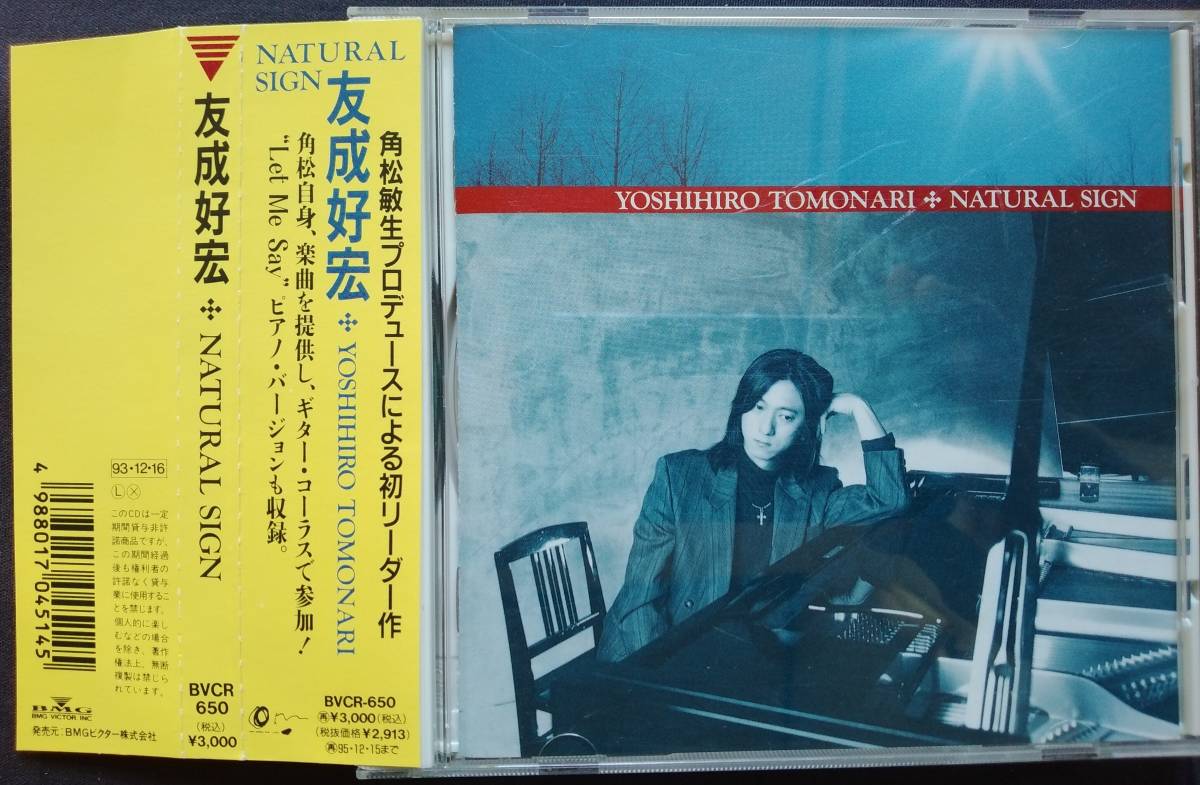 93・12・16
Ⓛ Ⓧ
このCDは一定
期間貸与非許
諾商品ですが、
この期間経過
後も権利者の
許諾なく貸与
業に使用するこ
とを禁じます。
個人的に楽し
むなどの場合
を除き、著作
権法上、無断
複製は禁じら
れています。
4 988017 045145
BMG
BMG VICTOR, INC.
発売元:BMGビクター株式会社
友成好宏 NATURAL SIGN
BVCR
650
(税込)
¥3,000
NATURAL
SIGN
角松敏生プロデュースによる初リーダー作
友成好宏 YOSHIHIRO TOMONARI
角松自身、楽曲を提供し、ギター・コーラスで参加!
"Let Me Say" ピアノ・バージョンも収録。
BVCR-650
㊢¥3,000(税込)
(税抜価格¥2,913)
㊢95・12・15まで
YOSHIHIRO TOMONARI NATURAL SIGN